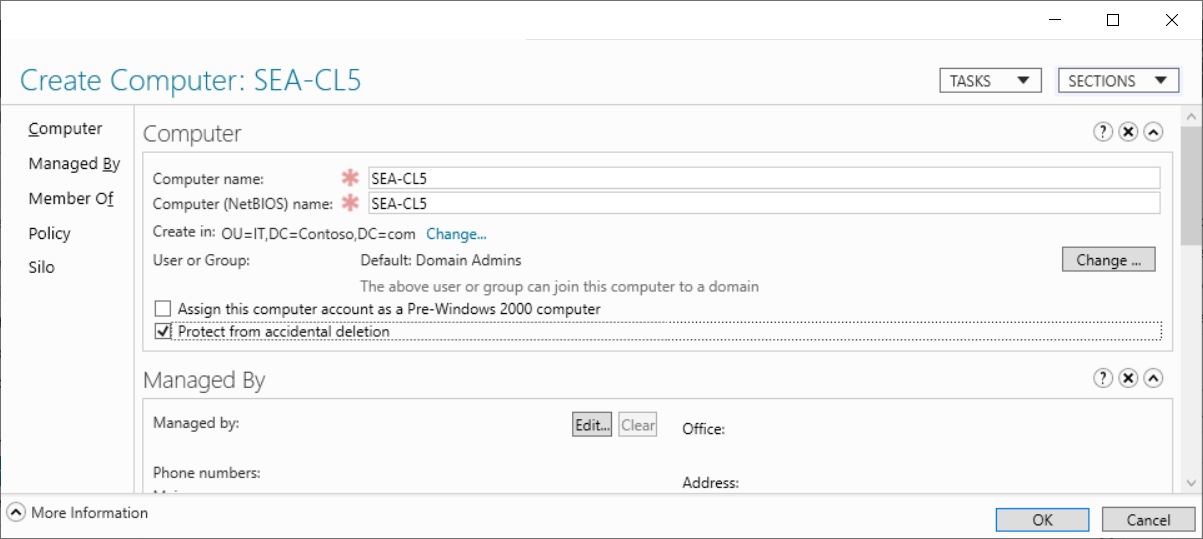 Create Computer: SEA-CL5
TASKS
SECTIONS
Computer
Managed By
Member Of
Policy
Silo
Computer
Computer name:
SEA-CL5
Computer (NetBIOS) name:
SEA-CL5
Create in: OU=IT,DC=Contoso,DC=com Change...
User or Group: Default: Domain Admins
Change ...
The above user or group can join this computer to a domain
Assign this computer account as a Pre-Windows 2000 computer
Protect from accidental deletion
Managed By
Managed by:
Edit...
Clear
Office:
Phone numbers:
Address:
More Information
OK
Cancel